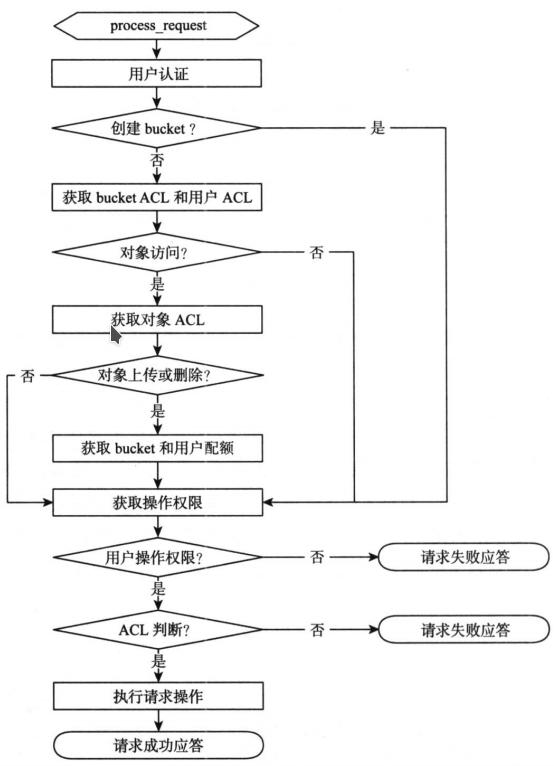 process_request
用户认证
创建 bucket？
是
否
获取 bucket ACL 和用户 ACL
对象访问？
否
是
获取对象 ACL
对象上传或删除？
否
是
获取 bucket 和用户配额
获取操作权限
用户操作权限？
否
请求失败应答
是
ACL 判断？
否
请求失败应答
是
执行请求操作
请求成功应答